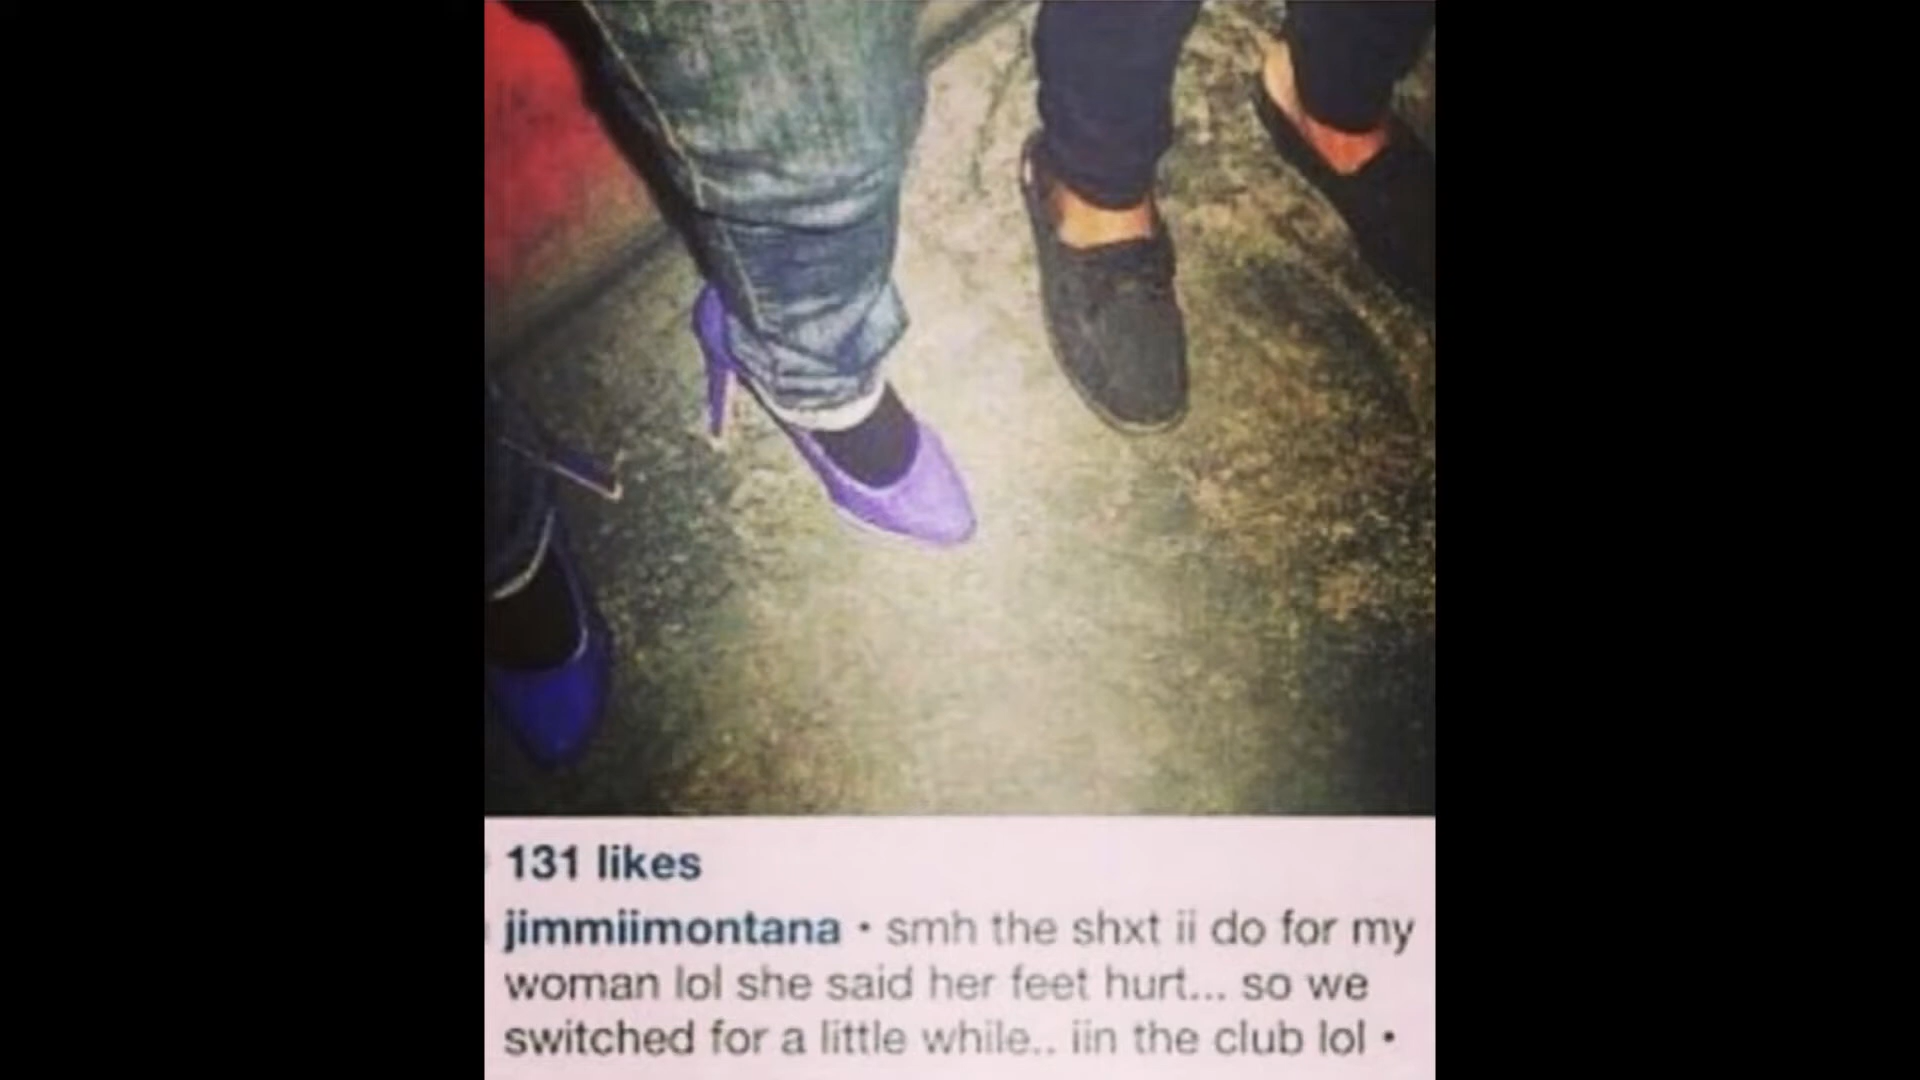 131 likes
jimmiimontana • smh the shxt ii do for my
woman lol she said her feet hurt... so we
switched for a little while.. iin the club lol •